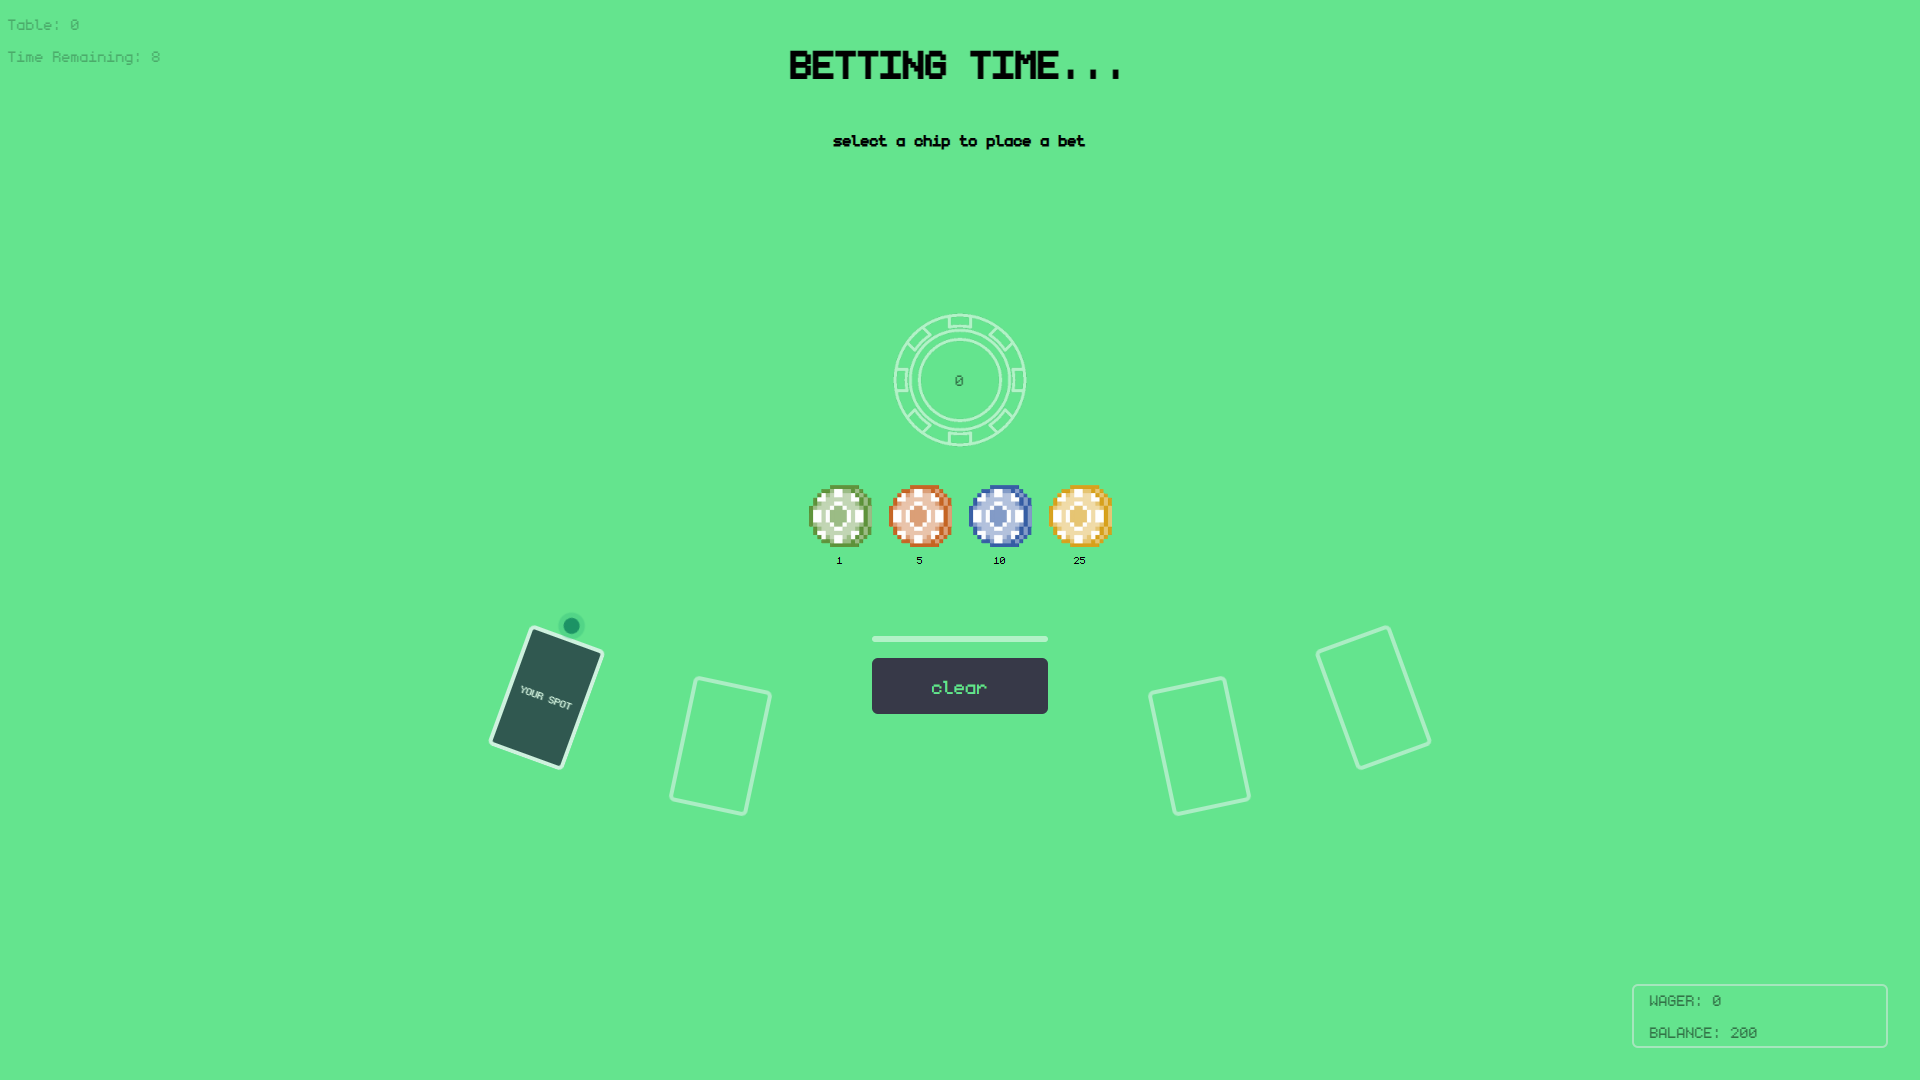 Table: 0
Time Remaining: 8
BETTING TIME...
select a chip to place a bet
0
1
5
10
25
YOUR SPOT
clear
WAGER: 0
BALANCE: 200